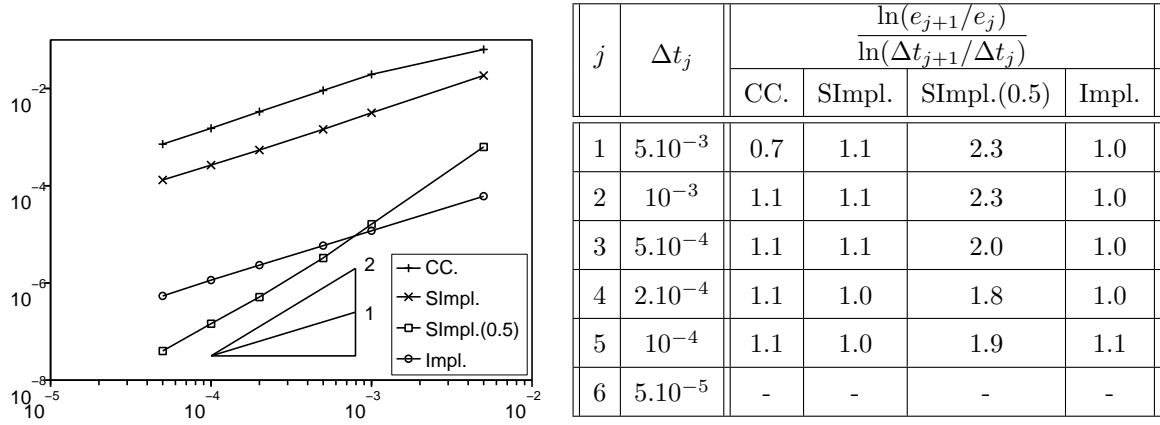 10^{-2}
10^{-4}
10^{-6}
10^{-8}
10^{-5} 10^{-4} 10^{-3} 10^{-2}
2
1
CC.
SImpl.
SImpl.(0.5)
Impl.
j Δt_j ln(e_{j+1}/e_j)
ln(Δt_{j+1}/Δt_j)
CC. SImpl. SImpl.(0.5) Impl.
1 5.10^{-3} 0.7 1.1 2.3 1.0
2 10^{-3} 1.1 1.1 2.3 1.0
3 5.10^{-4} 1.1 1.1 2.0 1.0
4 2.10^{-4} 1.1 1.0 1.8 1.0
5 10^{-4} 1.1 1.0 1.9 1.1
6 5.10^{-5} - - - -